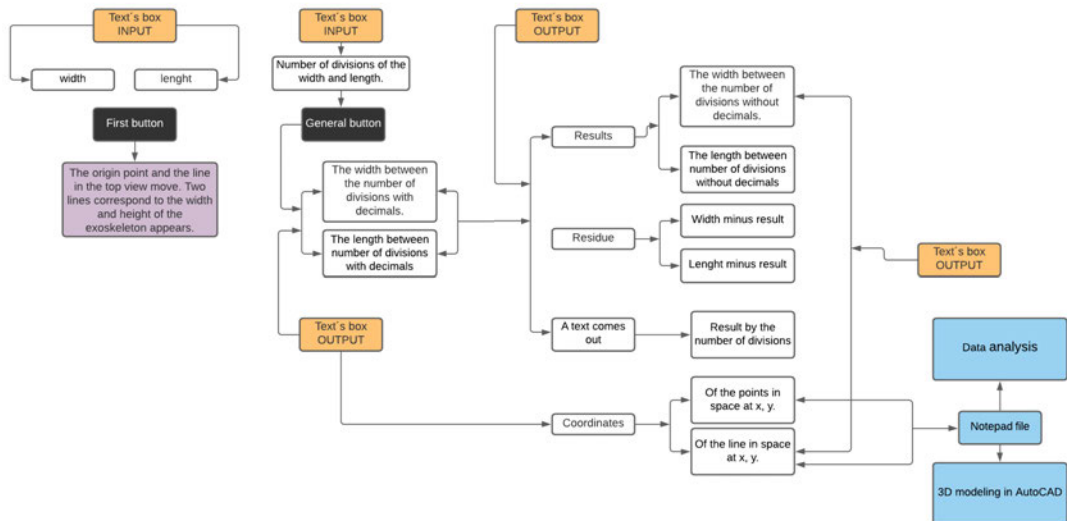 Text´s box
INPUT
width
lenght
First button
The origin point and the line
in the top view move. Two
lines correspond to the width
and height of the
exoskeleton appears.
Text´s box
INPUT
Number of divisions of
the width and length.
General button
The width between
the number of
divisions with
decimals.
The length between
number of divisions
with decimals
Text´s box
OUTPUT
Text´s box
OUTPUT
Results
The width between
the number of
divisions without
decimals.
The length between
number of divisions
without decimals
Residue
Width minus result
Lenght minus result
A text comes
out
Result by the
number of divisions
Coordinates
Of the points in
space at x, y.
Of the line in space
at x, y.
Text´s box
OUTPUT
Data analysis
Notepad file
3D modeling in AutoCAD